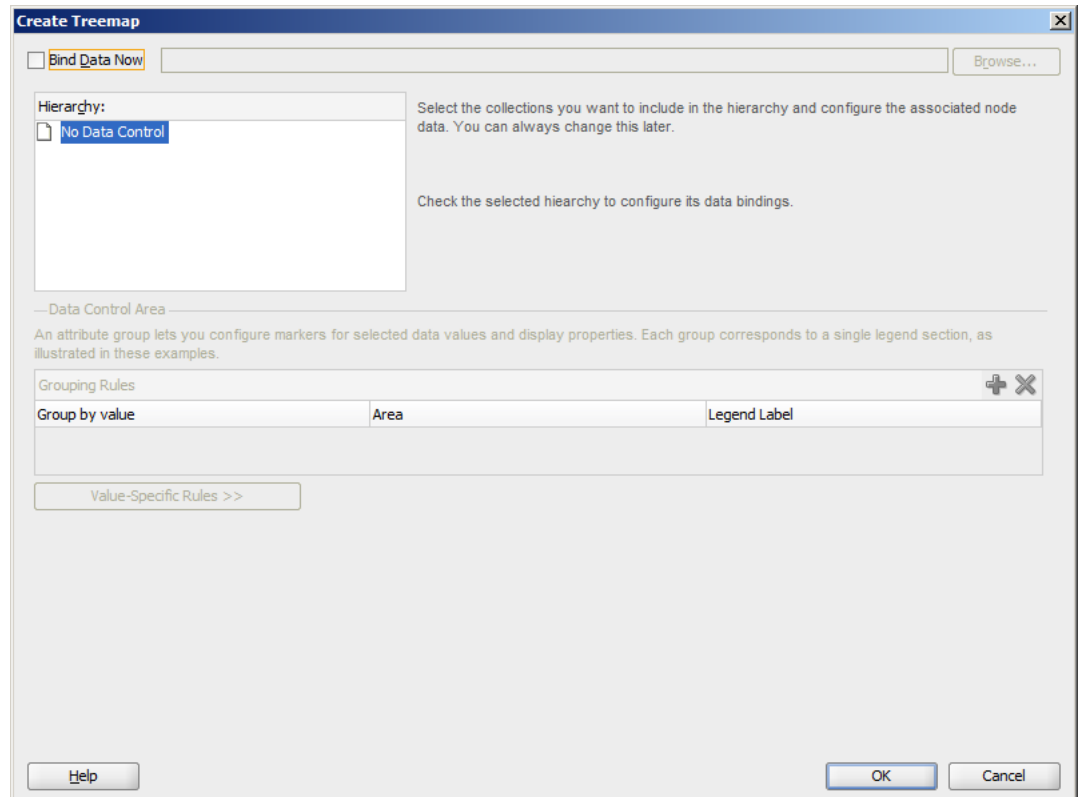 Create Treemap
Bind Data Now
Browse...
Hierarchy:
No Data Control
Select the collections you want to include in the hierarchy and configure the associated node
data. You can always change this later.
Check the selected hiearchy to configure its data bindings.
Data Control Area
An attribute group lets you configure markers for selected data values and display properties. Each group corresponds to a single legend section, as
illustrated in these examples.
Grouping Rules
Group by value
Area
Legend Label
Value-Specific Rules >>
Help
OK
Cancel